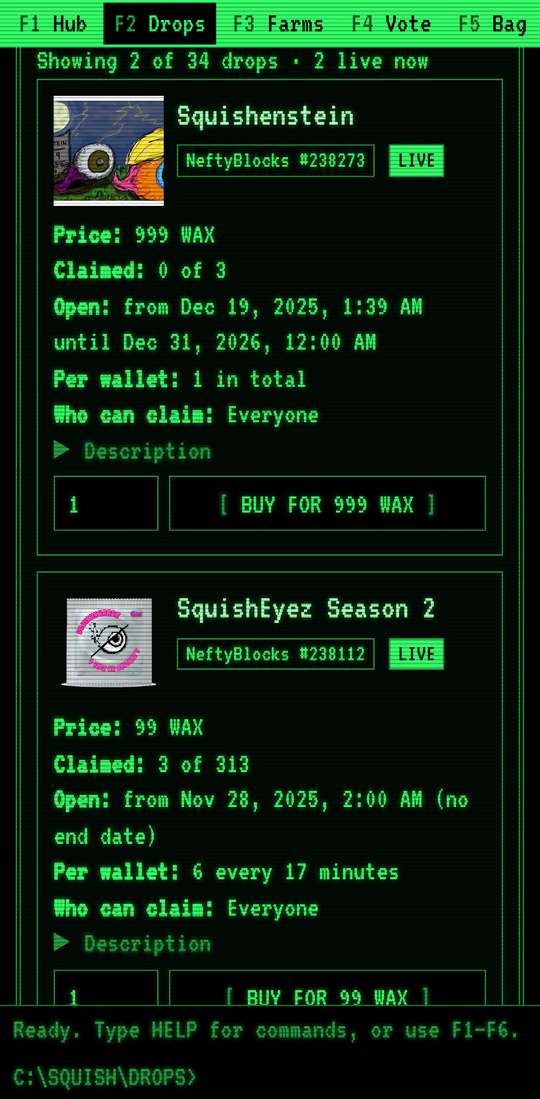 F1 Hub F2 Drops F3 Farms F4 Vote F5 Bag
Showing 2 of 34 drops · 2 live now
Squishenstein
NeftyBlocks #238273 LIVE
Price: 999 WAX
Claimed: 0 of 3
Open: from Dec 19, 2025, 1:39 AM
until Dec 31, 2026, 12:00 AM
Per wallet: 1 in total
Who can claim: Everyone
▶ Description
1 [ BUY FOR 999 WAX ]
SquishEyez Season 2
NeftyBlocks #238112 LIVE
Price: 99 WAX
Claimed: 3 of 313
Open: from Nov 28, 2025, 2:00 AM (no
end date)
Per wallet: 6 every 17 minutes
Who can claim: Everyone
▶ Description
1 [ BUY FOR 99 WAX ]
Ready. Type HELP for commands, or use F1-F6.
C:\SQUISH\DROPS>